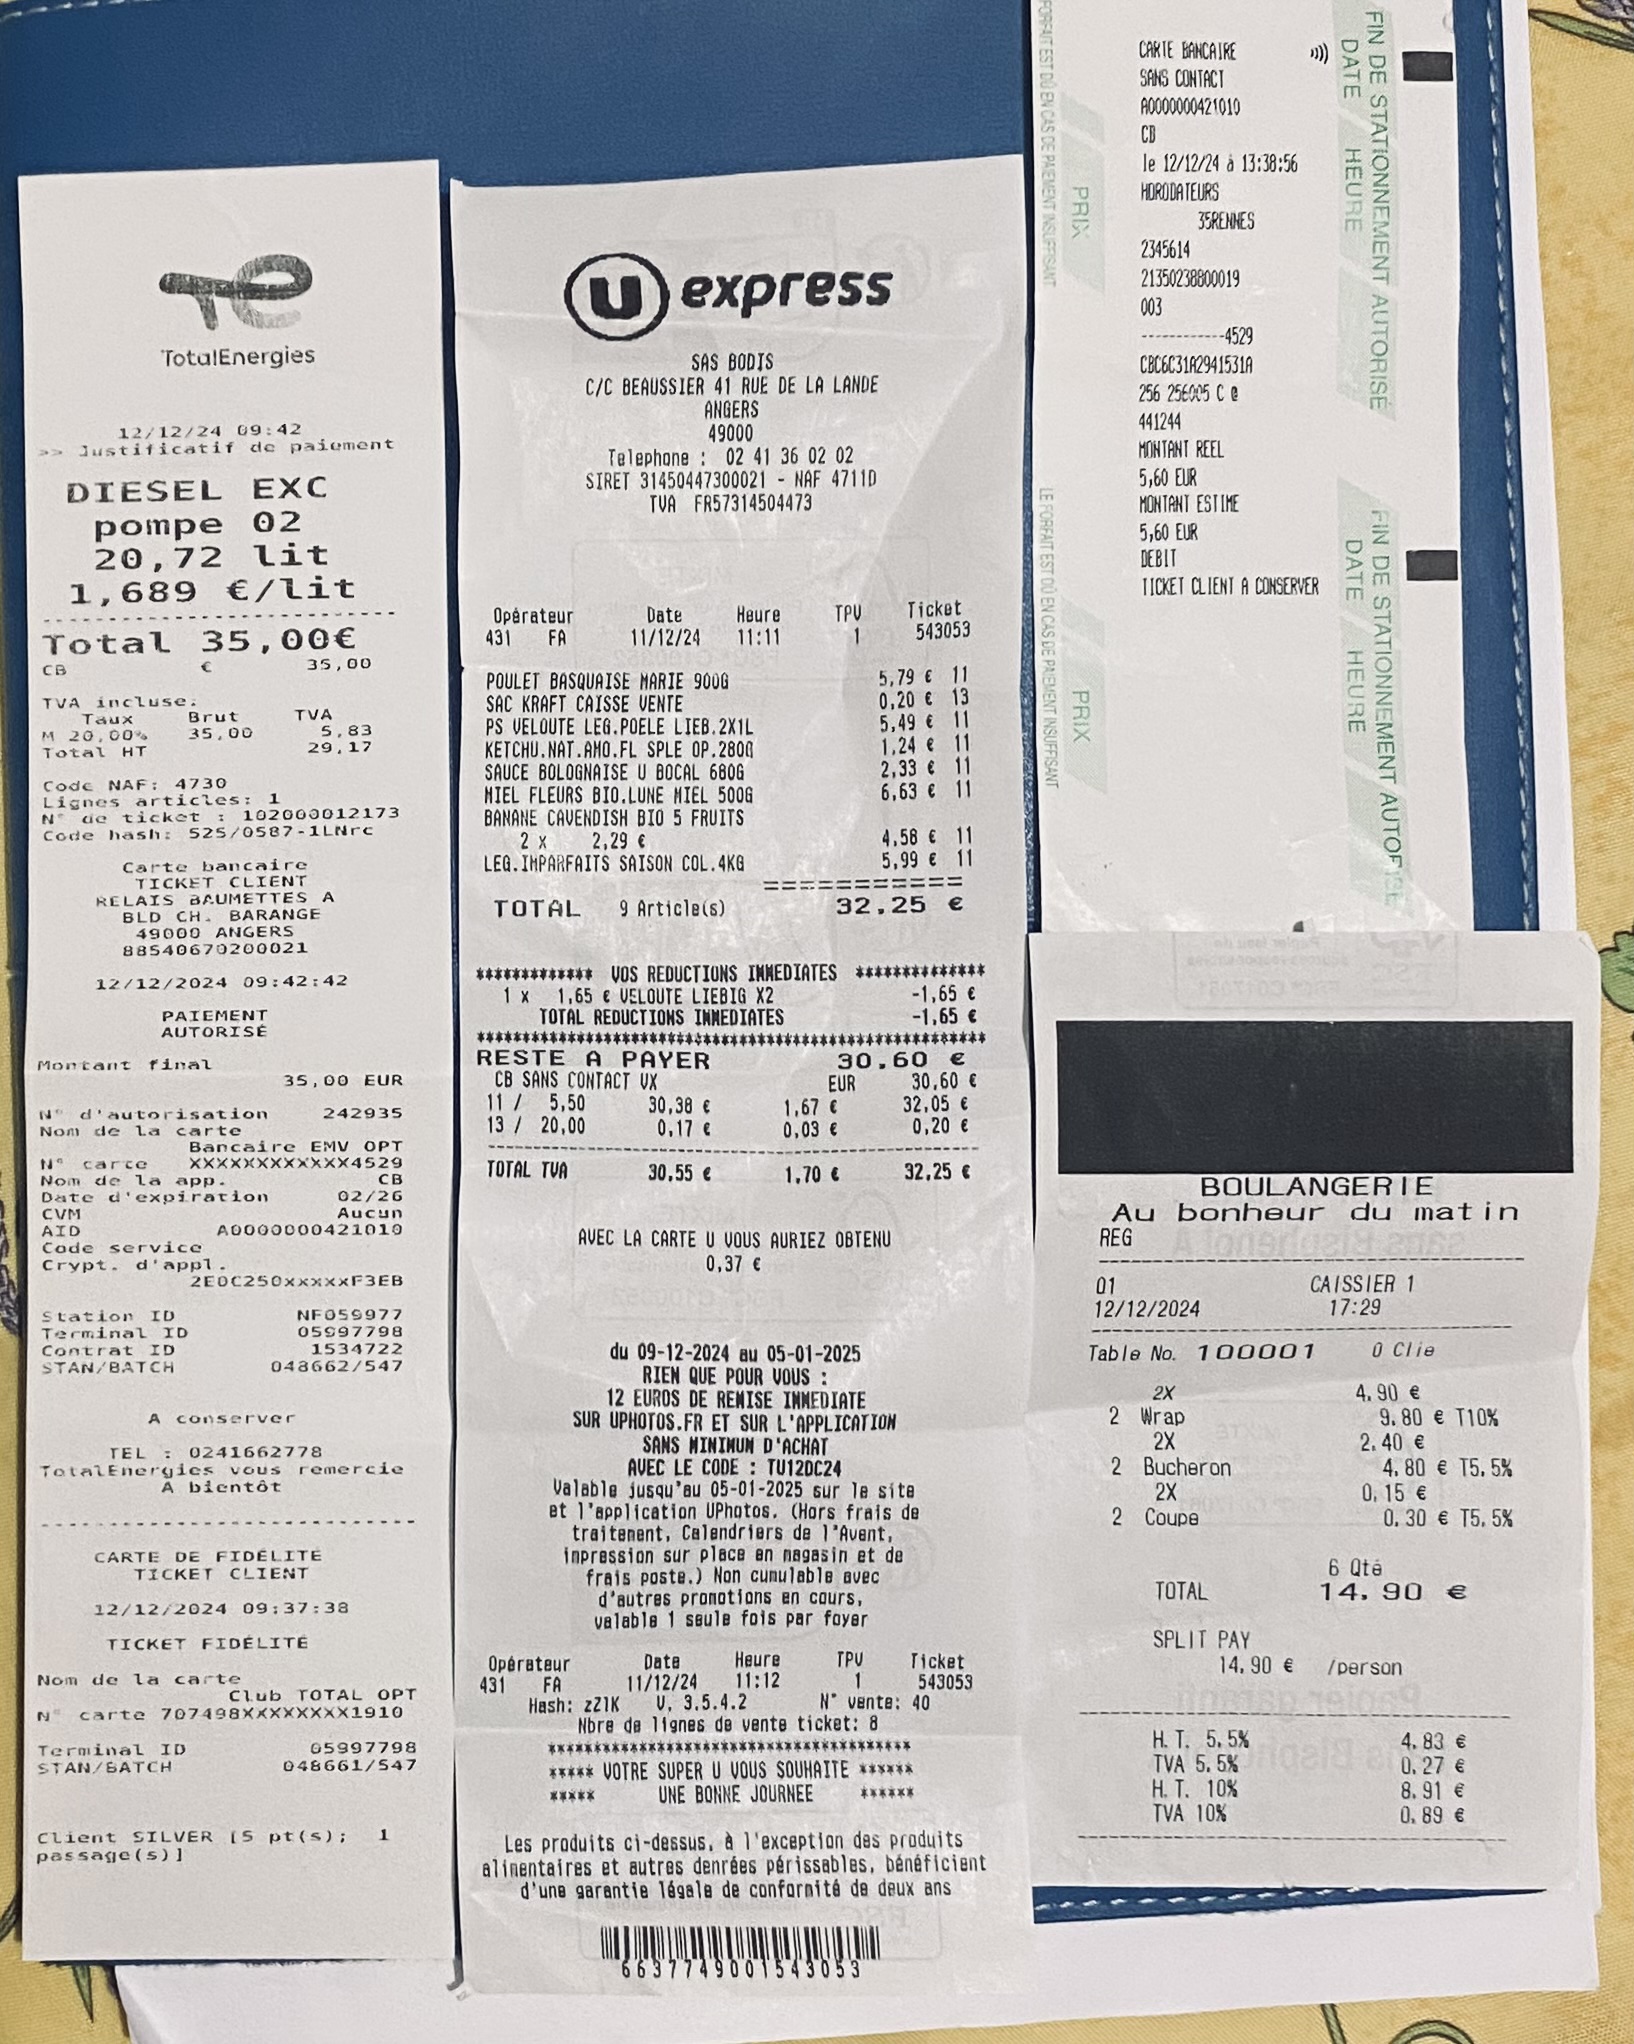 TotalEnergies
12/12/24 09:42
>> Justificatif de paiement
DIESEL EXC
pompe 02
20,72 lit
1,689 €/lit
Total 35,00€
CB € 35,00
TVA incluse:
Taux Brut TVA
M 20,00% 35,00 5,83
Total HT 29,17
Code NAF: 4730
Lignes articles: 1
N° de ticket : 102000012173
Code hash: 525/0587-1LNrc
Carte bancaire
TICKET CLIENT
RELAIS BAUMETTES A
BLD CH. BARANGE
49000 ANGERS
88540670200021
12/12/2024 09:42:42
PAIEMENT
AUTORISÉ
Montant final
35,00 EUR
N° d'autorisation 242935
Nom de la carte
Bancaire EMV OPT
N° carte XXXXXXXXXXXX4529
Nom de la app. CB
Date d'expiration 02/26
CVM Aucun
AID A0000000421010
Code service
Crypt. d'appl.
2E0C250xxxxxF3EB
Station ID NF059977
Terminal ID 05997798
Contrat ID 1534722
STAN/BATCH 048662/547
A conserver
TEL : 0241662778
TotalEnergies vous remercie
A bientôt
CARTE DE FIDÉLITÉ
TICKET CLIENT
12/12/2024 09:37:38
TICKET FIDÉLITÉ
Nom de la carte
Club TOTAL OPT
N° carte 707498XXXXXXXX1910
Terminal ID 05997798
STAN/BATCH 048661/547
Client SILVER [5 pt(s); 1
passage(s)]
U express
SAS BODIS
C/C BEAUSSIER 41 RUE DE LA LANDE
ANGERS
49000
Telephone : 02 41 36 02 02
SIRET 31450447300021 - NAF 4711D
TVA FR57314504473
Opérateur Date Heure TPV Ticket
431 FA 11/12/24 11:11 1 543053
POULET BASQUAISE MARIE 900G 5,79 € 11
SAC KRAFT CAISSE VENTE 0,20 € 13
PS VELOUTE LEG.POELE LIEB.2X1L 5,49 € 11
KETCHU.NAT.AMO.FL SPLE OP.280G 1,24 € 11
SAUCE BOLOGNAISE U BOCAL 680G 2,33 € 11
MIEL FLEURS BIO.LUNE MIEL 500G 6,63 € 11
BANANE CAVENDISH BIO 5 FRUITS
2 x 2,29 € 4,58 € 11
LEG.IMPARFAITS SAISON COL.4KG 5,99 € 11
===========
TOTAL 9 Article(s) 32,25 €
************* VOS REDUCTIONS IMMEDIATES **************
1 x 1,65 € VELOUTE LIEBIG X2 -1,65 €
TOTAL REDUCTIONS IMMEDIATES -1,65 €
RESTE A PAYER 30,60 €
CB SANS CONTACT VX EUR 30,60 €
11 / 5,50 30,38 € 1,67 € 32,05 €
13 / 20,00 0,17 € 0,03 € 0,20 €
TOTAL TVA 30,55 € 1,70 € 32,25 €
AVEC LA CARTE U VOUS AURIEZ OBTENU
0,37 €
du 09-12-2024 au 05-01-2025
RIEN QUE POUR VOUS :
12 EUROS DE REMISE IMMEDIATE
SUR UPHOTOS.FR ET SUR L'APPLICATION
SANS MINIMUM D'ACHAT
AVEC LE CODE : TU12DC24
Valable jusqu'au 05-01-2025 sur le site
et l'application UPhotos. (Hors frais de
traitement, Calendriers de l'Avent,
impression sur place en magasin et de
frais poste.) Non cumulable avec
d'autres promotions en cours,
valable 1 seule fois par foyer
Opérateur Date Heure TPV Ticket
431 FA 11/12/24 11:12 1 543053
Hash: zZ1K V. 3.5.4.2 N° vente: 40
Nbre de lignes de vente ticket: 8
***** VOTRE SUPER U VOUS SOUHAITE ******
***** UNE BONNE JOURNEE ******
Les produits ci-dessus, à l'exception des produits
alimentaires et autres denrées périssables, bénéficient
d'une garantie légale de conformité de deux ans
6637749001543053
CARTE BANCAIRE
SANS CONTACT
A0000000421010
CB
le 12/12/24 à 13:38:56
HORODATEURS
35RENNES
2345614
21350238800019
003
------------4529
CBC6C31A2941531A
256 256005 C @
441244
MONTANT REEL
5,60 EUR
MONTANT ESTIME
5,60 EUR
DEBIT
TICKET CLIENT A CONSERVER
FORFAIT EST DÛ EN CAS DE PAIEMENT INSUFFISANT
PRIX
FIN DE STATIONNEMENT AUTORISÉ
DATE / HEURE
LE FORFAIT EST DÛ EN CAS DE PAIEMENT INSUFFISANT
PRIX
FIN DE STATIONNEMENT AUTORISÉ
DATE / HEURE
BOULANGERIE
Au bonheur du matin
REG
01 CAISSIER 1
12/12/2024 17:29
Table No. 100001 0 Clie
2X 4.90 €
2 Wrap 9.80 € T10%
2X 2.40 €
2 Bucheron 4.80 € T5.5%
2X 0.15 €
2 Coupe 0.30 € T5.5%
6 Qté
TOTAL 14.90 €
SPLIT PAY
14.90 € /person
H.T. 5.5% 4.83 €
TVA 5.5% 0.27 €
H.T. 10% 8.91 €
TVA 10% 0.89 €